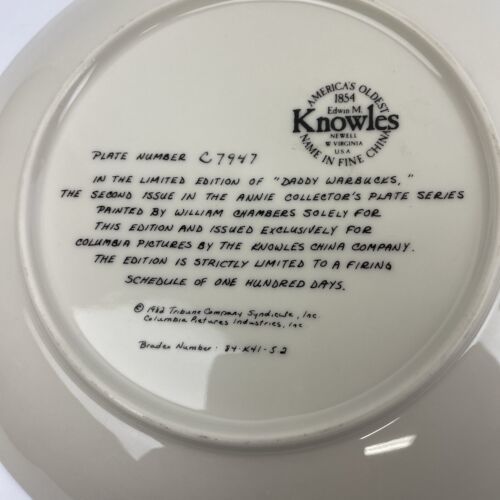 AMERICA'S OLDEST
1854
Edwin M.
Knowles
NEWELL
W. VIRGINIA
U.S.A.
NAME IN FINE CHINA
PLATE NUMBER C7947
IN THE LIMITED EDITION OF "DADDY WARBUCKS,"
THE SECOND ISSUE IN THE ANNIE COLLECTOR'S PLATE SERIES
PAINTED BY WILLIAM CHAMBERS SOLELY FOR
THIS EDITION AND ISSUED EXCLUSIVELY FOR
COLUMBIA PICTURES BY THE KNOWLES CHINA COMPANY.
THE EDITION IS STRICTLY LIMITED TO A FIRING
SCHEDULE OF ONE HUNDRED DAYS.
© 1982 Tribune Company Syndicate, Inc.
Columbia Pictures Industries, Inc
Bradex Number · 84-K41-5.2